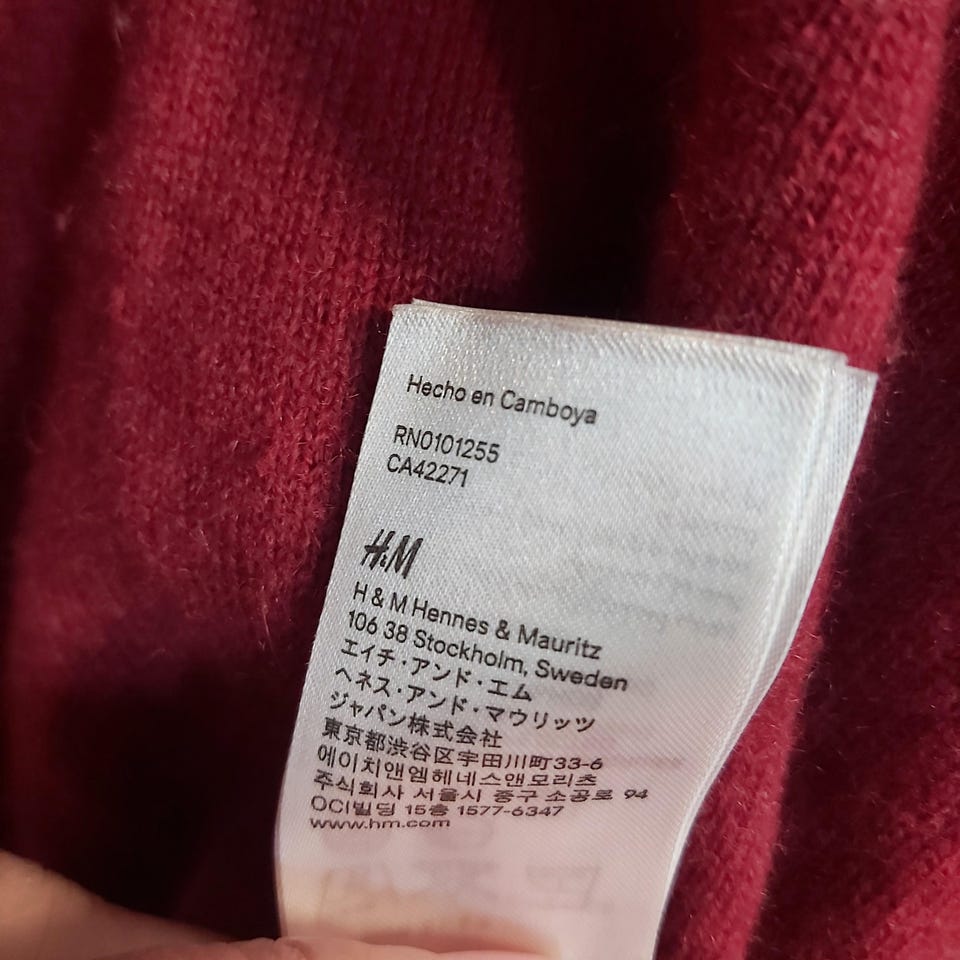 Hecho en Camboya
RN0101255
CA42271
H&M
H & M Hennes & Mauritz
106 38 Stockholm, Sweden
エイチ・アンド・エム
ヘネス・アンド・マウリッツ
ジャパン株式会社
東京都渋谷区宇田川町33-6
에이치앤엠헤네스앤모리츠
주식회사 서울시 중구 소공로 94
OCI빌딩 15층 1577-6347
www.hm.com